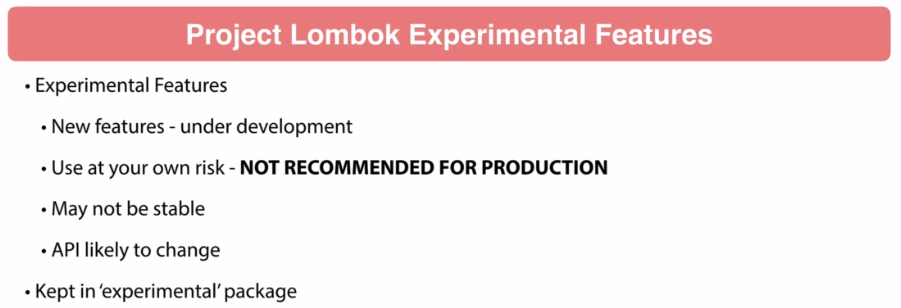 Project Lombok Experimental Features
• Experimental Features
• New features - under development
• Use at your own risk - NOT RECOMMENDED FOR PRODUCTION
• May not be stable
• API likely to change
• Kept in ‘experimental’ package